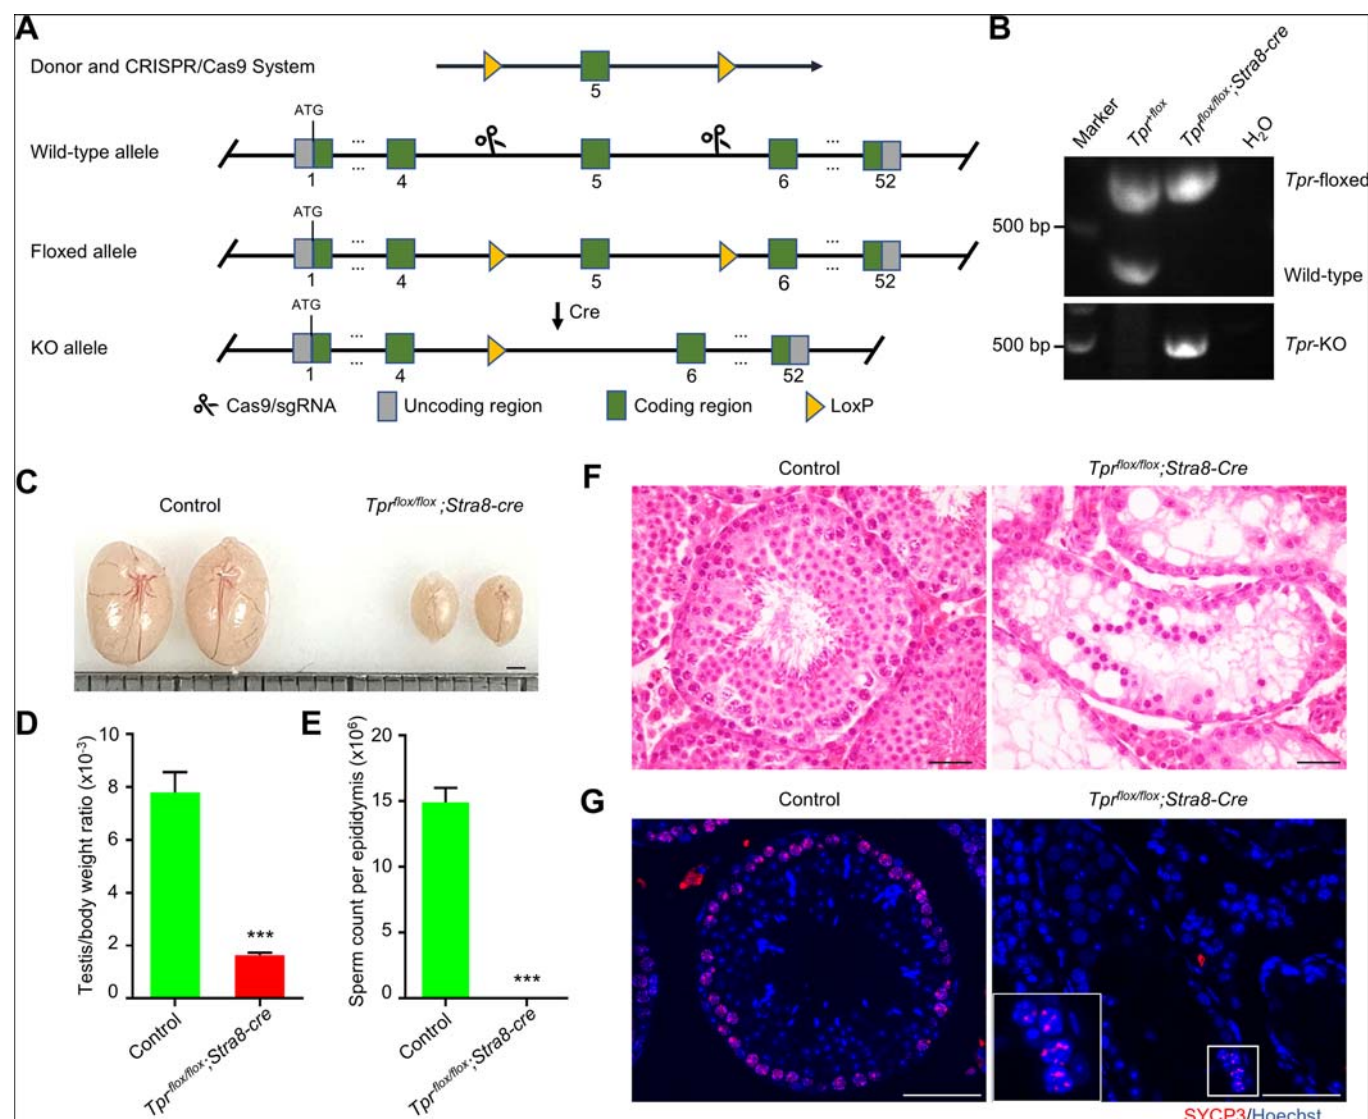 A
Donor and CRISPR/Cas9 System
5
ATG
Wild-type allele
... ...
... ...
1 4 5 6 52
ATG
Floxed allele
... ...
... ...
1 4 5 6 52
Cre
ATG
KO allele
... ...
... ...
1 4 6 52
Cas9/sgRNA Uncoding region Coding region LoxP
B
Marker
Tpr+flox
Tprflox/flox;Stra8-cre
H2O
Tpr-floxed
500 bp
Wild-type
500 bp
Tpr-KO
C
Control Tprflox/flox;Stra8-cre
D
Testis/body weight ratio (x10-3)
10
8
6
4
2
0
***
Control
Tprflox/flox;Stra8-cre
E
Sperm count per epididymis (x106)
20
15
10
5
0
***
Control
Tprflox/flox;Stra8-cre
F
Control Tprflox/flox;Stra8-Cre
G
Control Tprflox/flox;Stra8-Cre
SYCP3/Hoechst